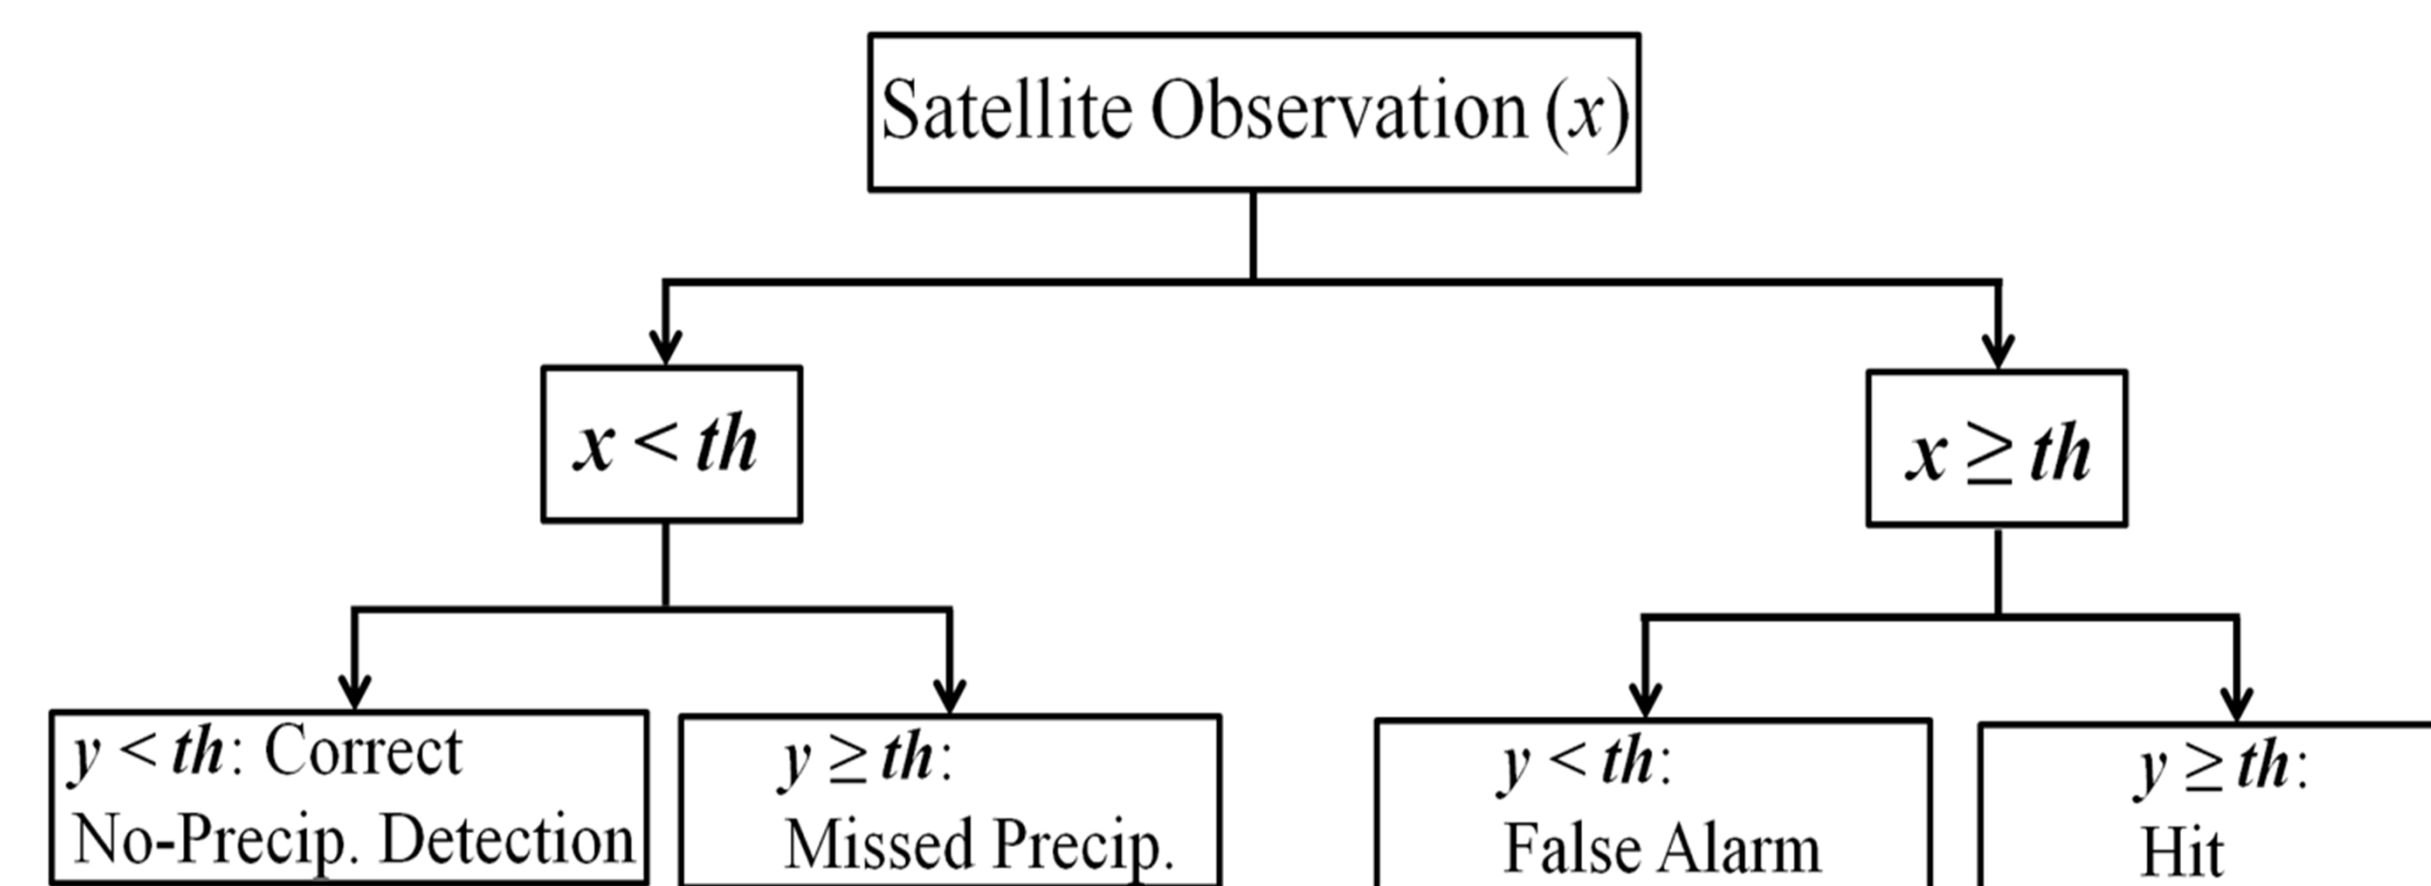 Satellite Observation (x)
x < th
x ≥ th
y < th: Correct
No-Precip. Detection
y ≥ th:
Missed Precip.
y < th:
False Alarm
y ≥ th:
Hit